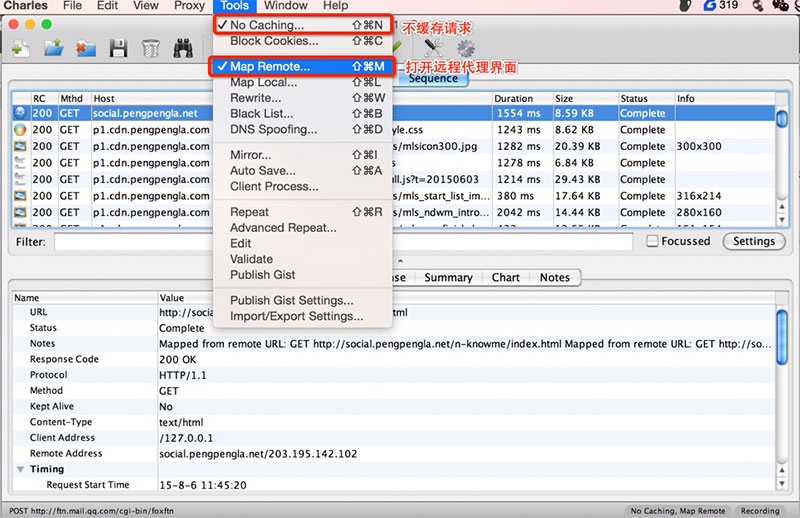 Charles File Edit Proxy Tools Window Help 319
No Caching... ⇧⌘N 不缓存请求
Block Cookies... ⇧⌘C
Map Remote... ⇧⌘M 打开远程代理界面
Map Local... ⇧⌘L
Rewrite... ⇧⌘W
Black List... ⇧⌘B
DNS Spoofing... ⇧⌘D
Mirror... ⇧⌘I
Auto Save... ⇧⌘A
Client Process...
Repeat ⇧⌘R
Advanced Repeat...
Edit
Validate
Publish Gist
Publish Gist Settings...
Import/Export Settings...
Sequence
RC Mthd Host Duration Size Status Info
200 GET social.pengpengla.net 1554 ms 8.59 KB Complete
200 GET p1.cdn.pengpengla.com yle.css 1243 ms 8.62 KB Complete
200 GET p1.cdn.pengpengla.com s/mlsicon300.jpg 1282 ms 20.39 KB Complete 300x300
200 GET p1.cdn.pengpengla.com s 1278 ms 6.84 KB Complete
200 GET p1.cdn.pengpengla.com ull.js?t=20150603 1214 ms 29.43 KB Complete
200 GET p1.cdn.pengpengla.com s/mls_start_list_im... 380 ms 17.64 KB Complete 316x214
200 GET p1.cdn.pengpengla.com s/mls_ndwm_intro... 2042 ms 14.44 KB Complete 280x160
Filter: Focussed Settings
se Summary Chart Notes
Name Value
URL http://social.pengpengla html
Status Complete
Notes Mapped from remote URL: GET http://social.pengpengla.net/n-knowme/index.html Mapped from remote URL: GET http://so...
Response Code 200 OK
Protocol HTTP/1.1
Method GET
Kept Alive No
Content-Type text/html
Client Address /127.0.0.1
Remote Address social.pengpengla.net/203.195.142.102
Timing
Request Start Time 15-8-6 11:45:20
POST http://ftn.mail.qq.com/cgi-bin/foxftn No Caching, Map Remote Recording